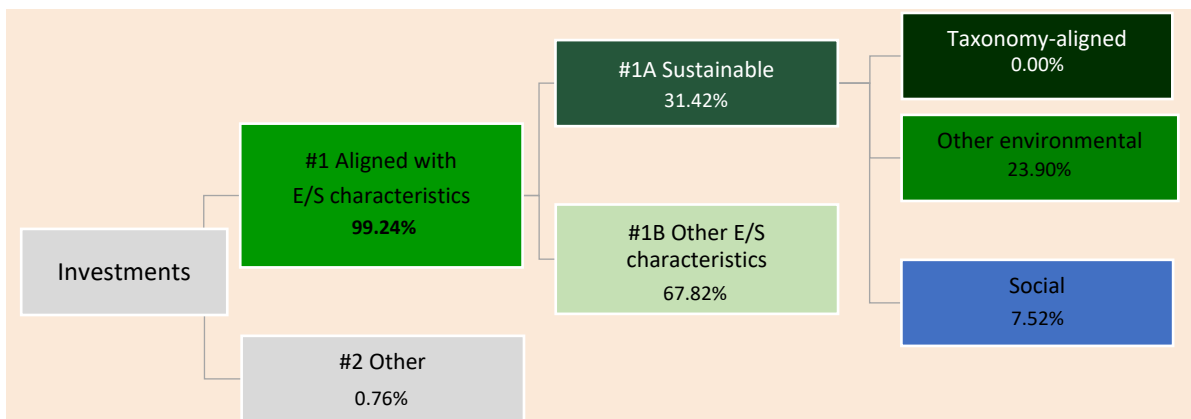 Investments
#1 Aligned with
E/S characteristics
99.24%
#2 Other
0.76%
#1A Sustainable
31.42%
#1B Other E/S
characteristics
67.82%
Taxonomy-aligned
0.00%
Other environmental
23.90%
Social
7.52%